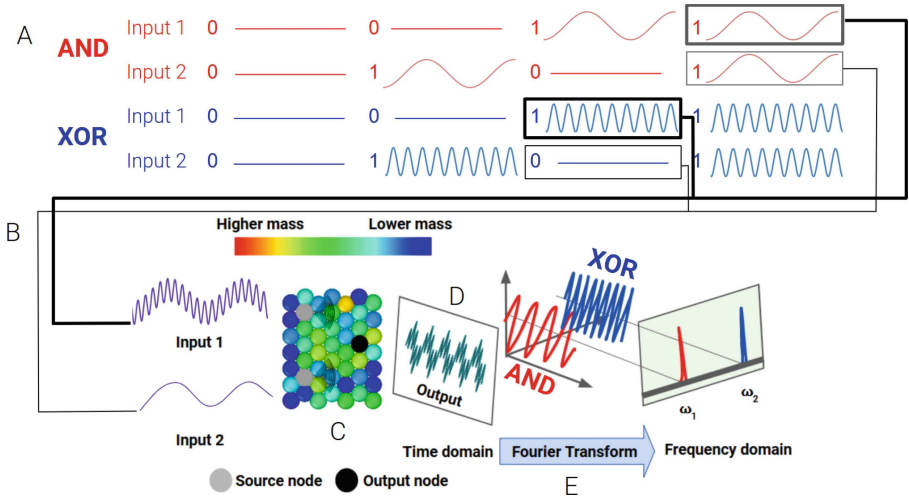 A
AND
Input 1 0 0 1 1
Input 2 0 1 0 1
XOR
Input 1 0 0 1 1
Input 2 0 1 0 1
B
Higher mass Lower mass
Input 1
Input 2
C
D
Output
AND
XOR
ω1
ω2
Time domain Fourier Transform Frequency domain
E
Source node Output node